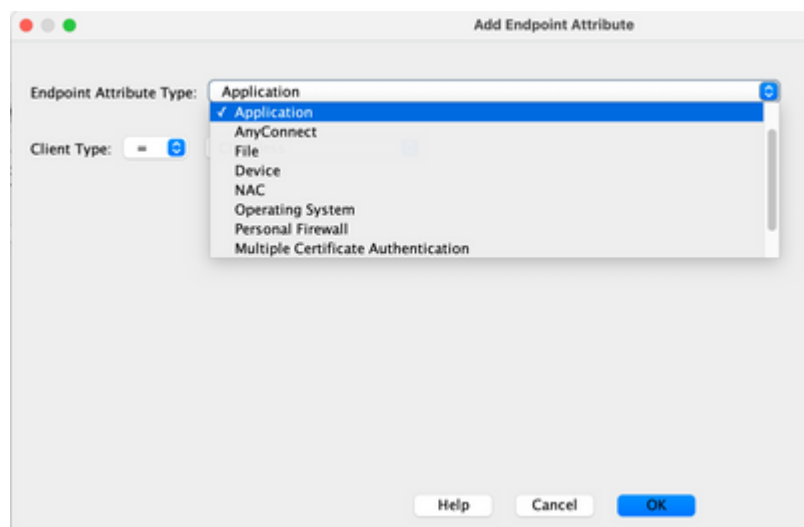 Add Endpoint Attribute
Endpoint Attribute Type: Application
✓ Application
AnyConnect
Client Type: =
File
Device
NAC
Operating System
Personal Firewall
Multiple Certificate Authentication
Help Cancel OK